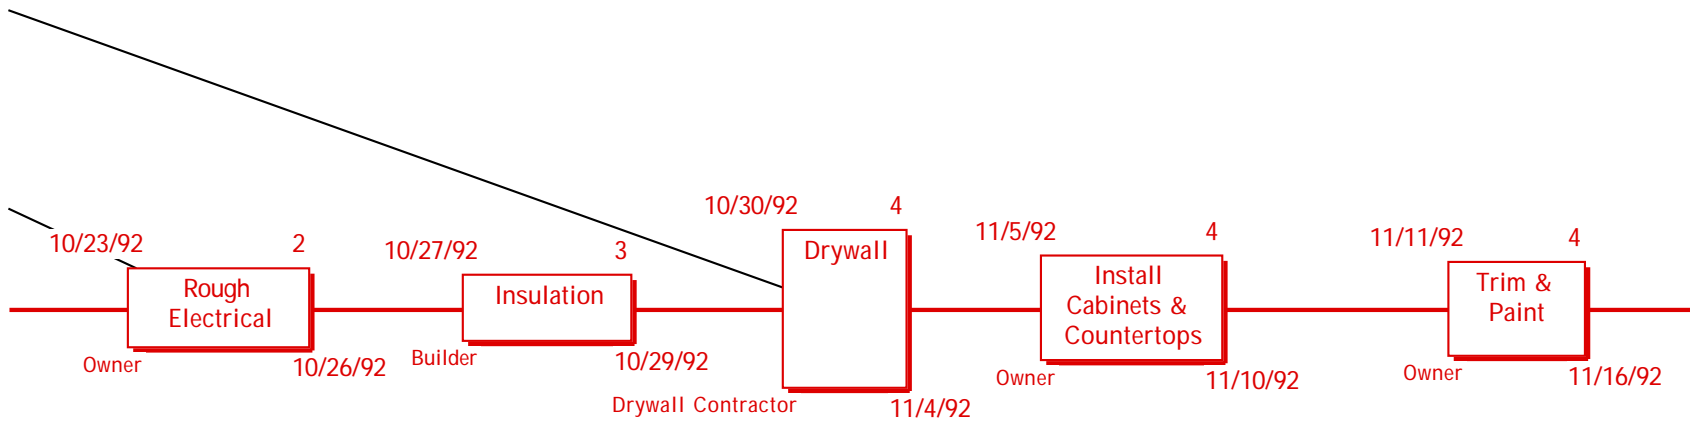 10/23/92
2
Rough
Electrical
Owner
10/26/92
10/27/92
3
Insulation
Builder
10/29/92
10/30/92
4
Drywall
Drywall Contractor
11/4/92
11/5/92
4
Install
Cabinets &
Countertops
Owner
11/10/92
11/11/92
4
Trim &
Paint
Owner
11/16/92